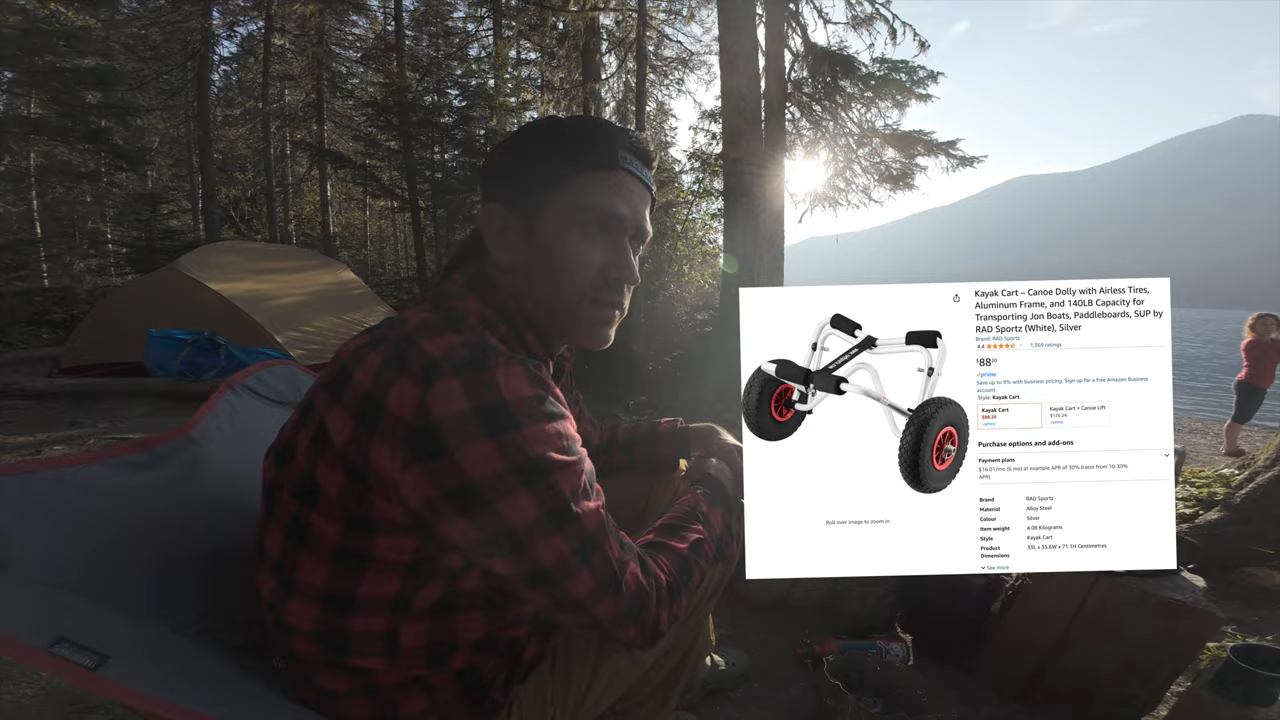 Kayak Cart – Canoe Dolly with Airless Tires,
Aluminum Frame, and 140LB Capacity for
Transporting Jon Boats, Paddleboards, SUP by
RAD Sportz (White), Silver
Brand: RAD Sportz
4.4
1,569 ratings
$88²⁰
prime
Save up to 9% with business pricing. Sign up for a free Amazon Business
account
Style: Kayak Cart
Kayak Cart
$88.20
prime
Kayak Cart + Canoe Lift
$126.24
prime
Purchase options and add-ons
Payment plans
$16.01/mo (6 mo) at example APR of 30% (rates from 10-30%
APR)
Brand RAD Sportz
Material Alloy Steel
Colour Silver
Item weight 4.08 Kilograms
Style Kayak Cart
Product 33L x 35.6W x 71.1H Centimetres
Dimensions
See more
Roll over image to zoom in